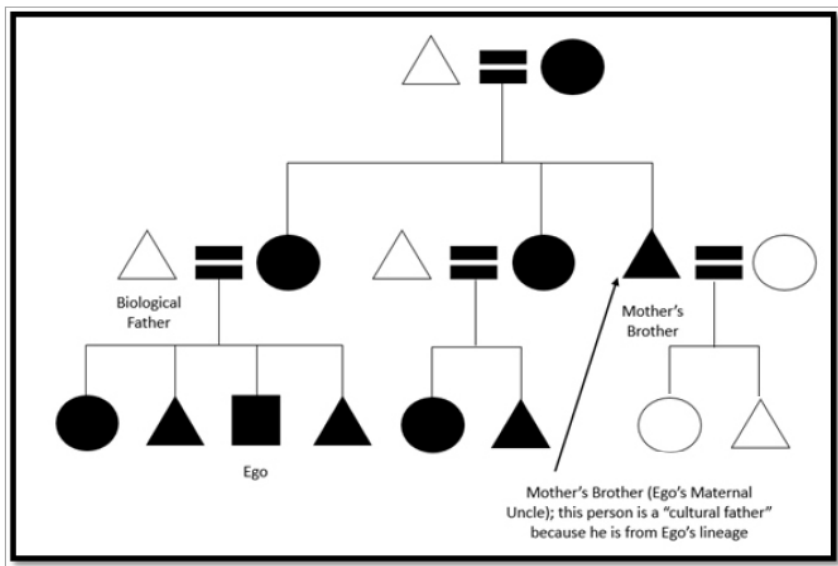 Biological
Father
Mother's
Brother
Ego
Mother's Brother (Ego's Maternal
Uncle); this person is a “cultural father”
because he is from Ego's lineage